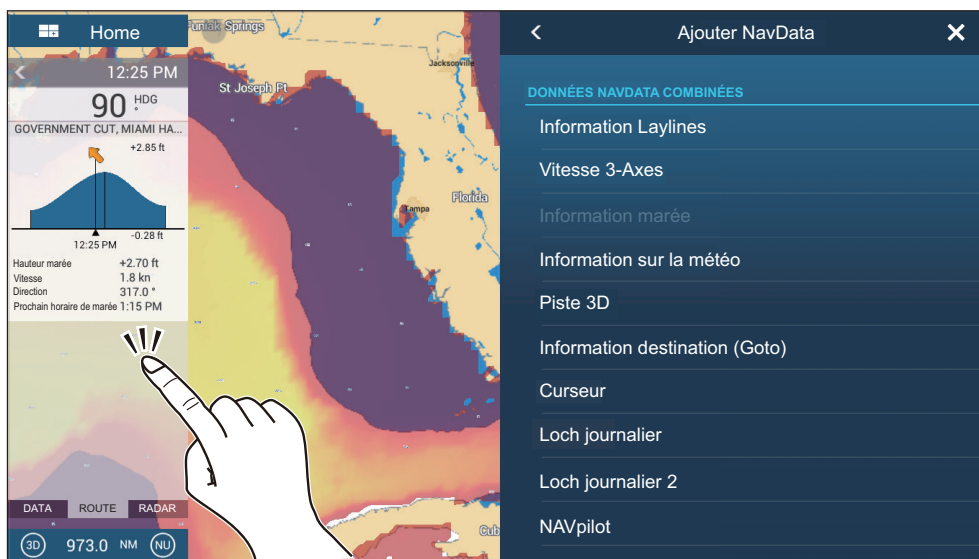 Home
12:25 PM
90 ° HDG
GOVERNMENT CUT, MIAMI HA...
+2.85 ft
-0.28 ft
12:25 PM
Hauteur marée +2.70 ft
Vitesse 1.8 kn
Direction 317.0 °
Prochain horaire de marée 1:15 PM
DATA ROUTE RADAR
3D 973.0 NM NU
Springs
Jacksonville
St Joseph Pt
Florida
Tampa
Cub
Ajouter NavData
DONNÉES NAVDATA COMBINÉES
Information Laylines
Vitesse 3-Axes
Information marée
Information sur la météo
Piste 3D
Information destination (Goto)
Curseur
Loch journalier
Loch journalier 2
NAVpilot